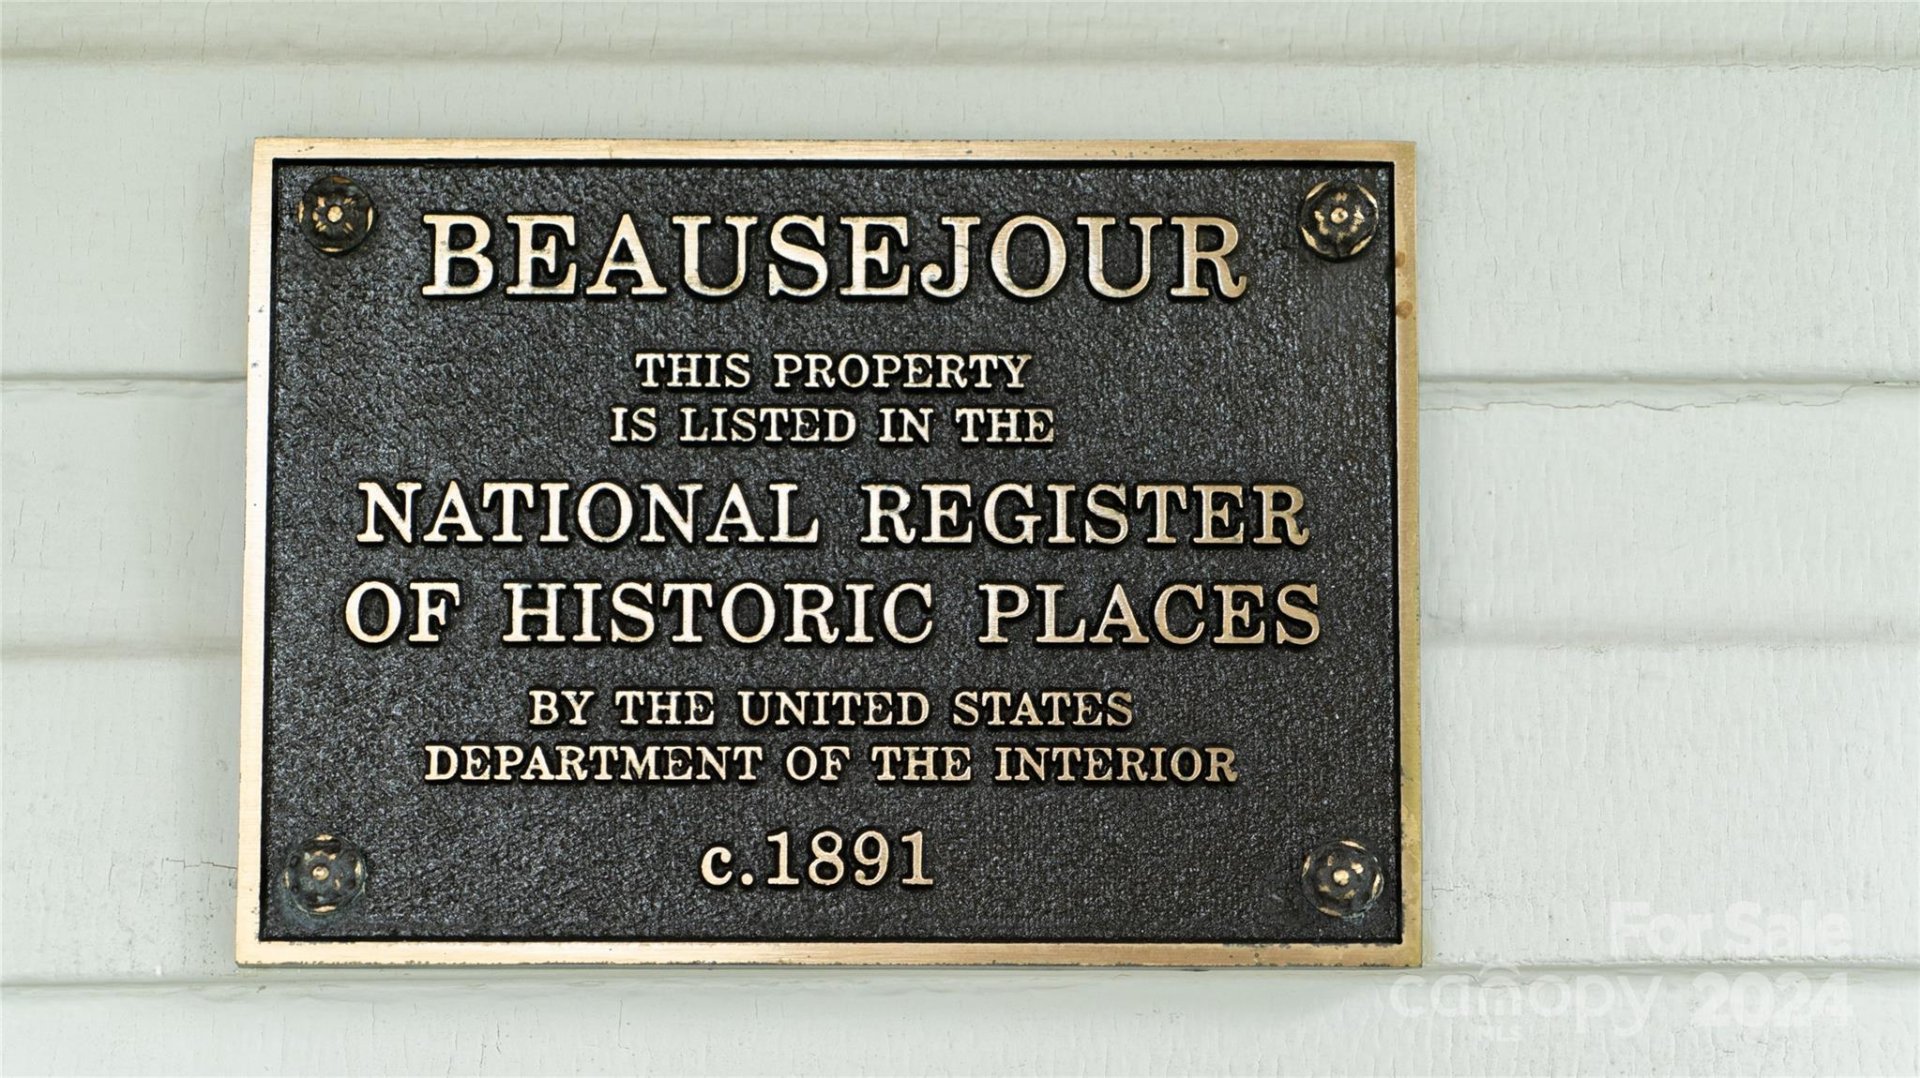 BEAUSEJOUR
THIS PROPERTY
IS LISTED IN THE
NATIONAL REGISTER
OF HISTORIC PLACES
BY THE UNITED STATES
DEPARTMENT OF THE INTERIOR
c.1891
For Sale
canopy 2024
MLS